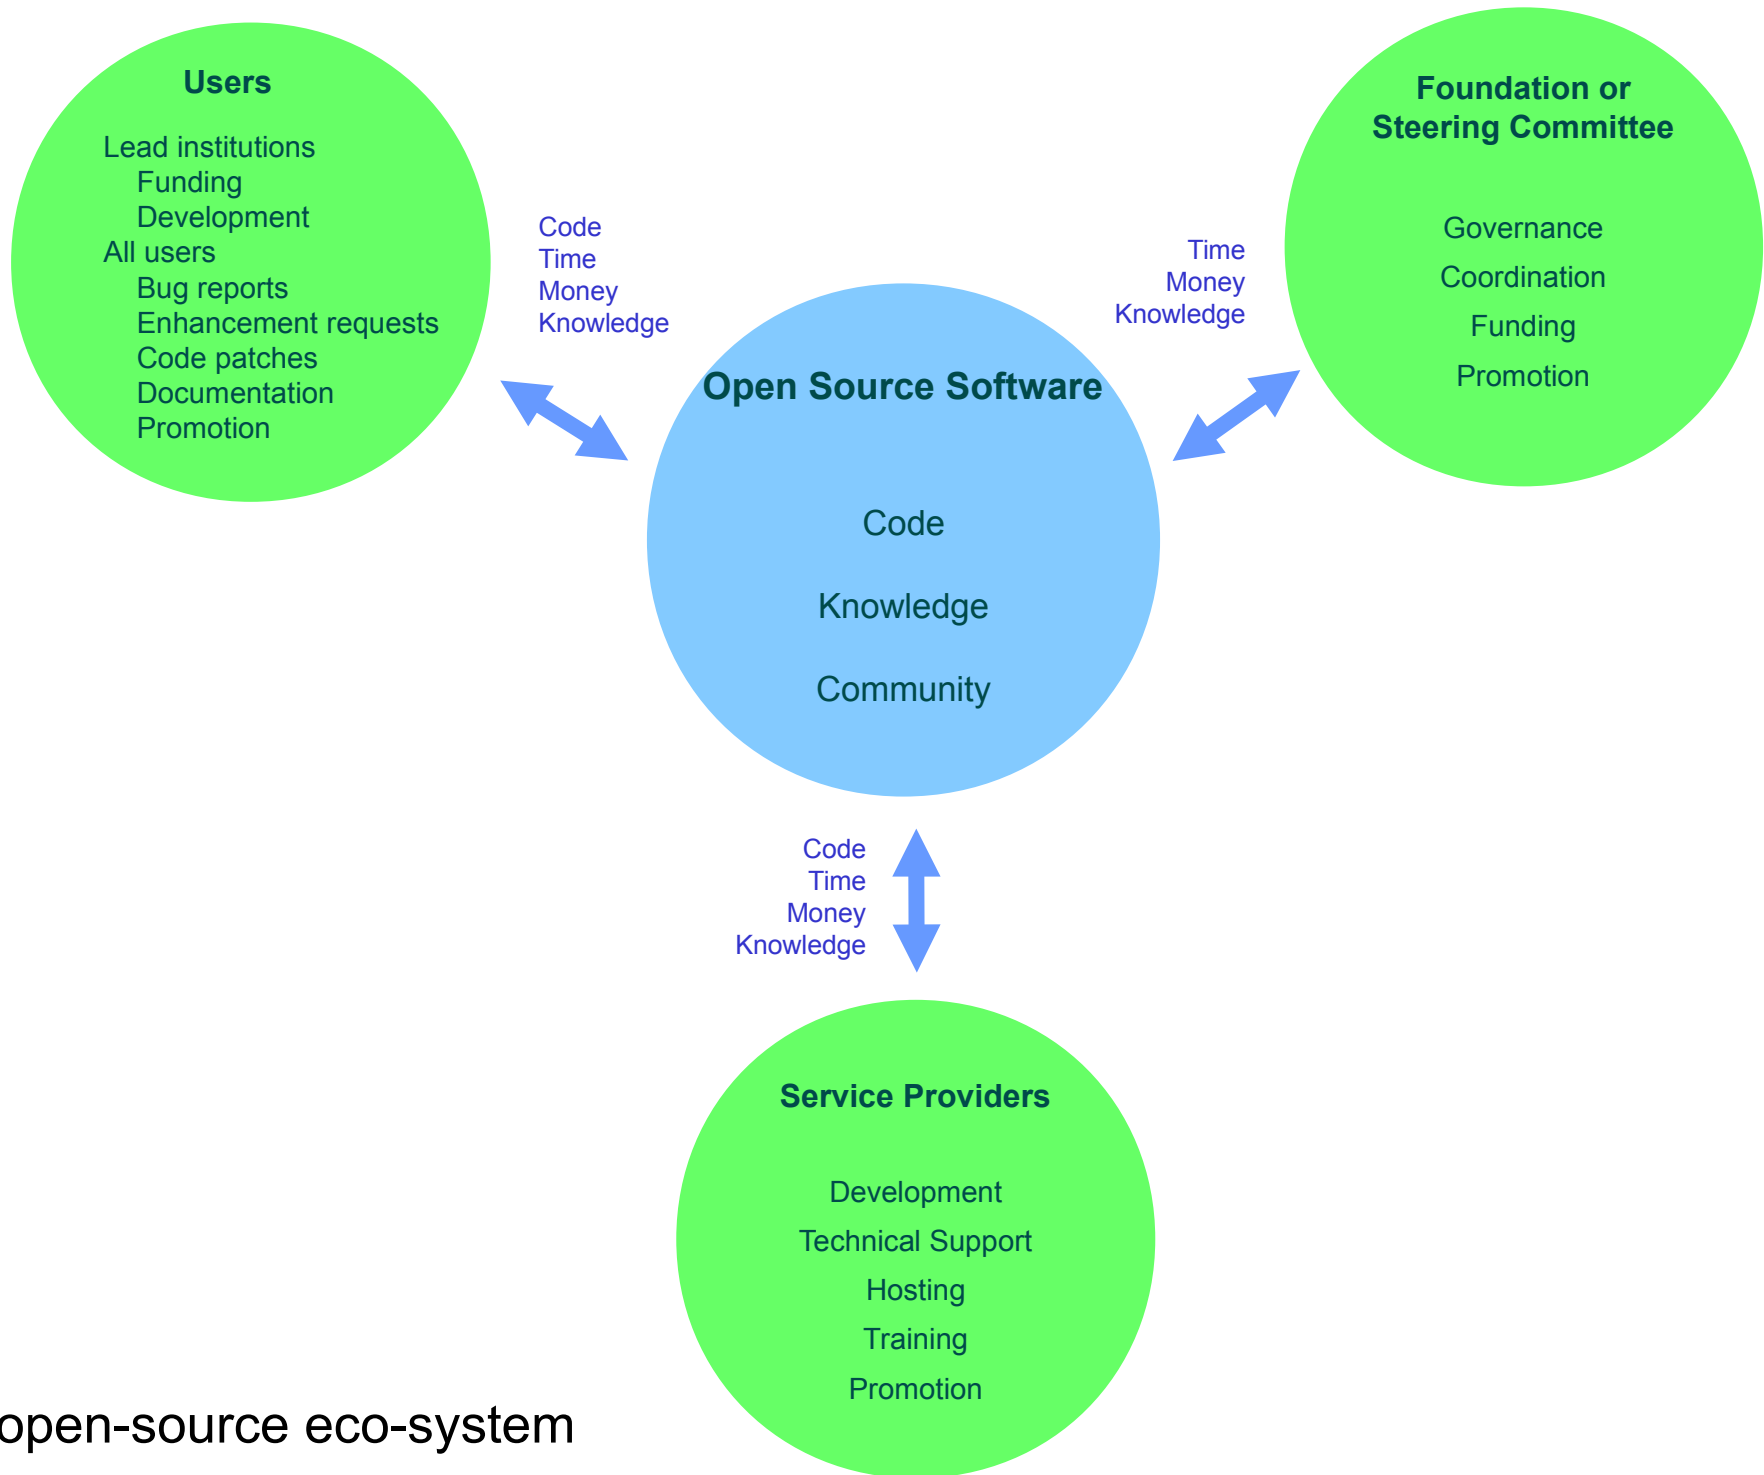 Users
Lead institutions
Funding
Development
All users
Bug reports
Enhancement requests
Code patches
Documentation
Promotion
Code
Time
Money
Knowledge
Foundation or
Steering Committee
Governance
Coordination
Funding
Promotion
Time
Money
Knowledge
Open Source Software
Code
Knowledge
Community
Code
Time
Money
Knowledge
Service Providers
Development
Technical Support
Hosting
Training
Promotion
open-source eco-system